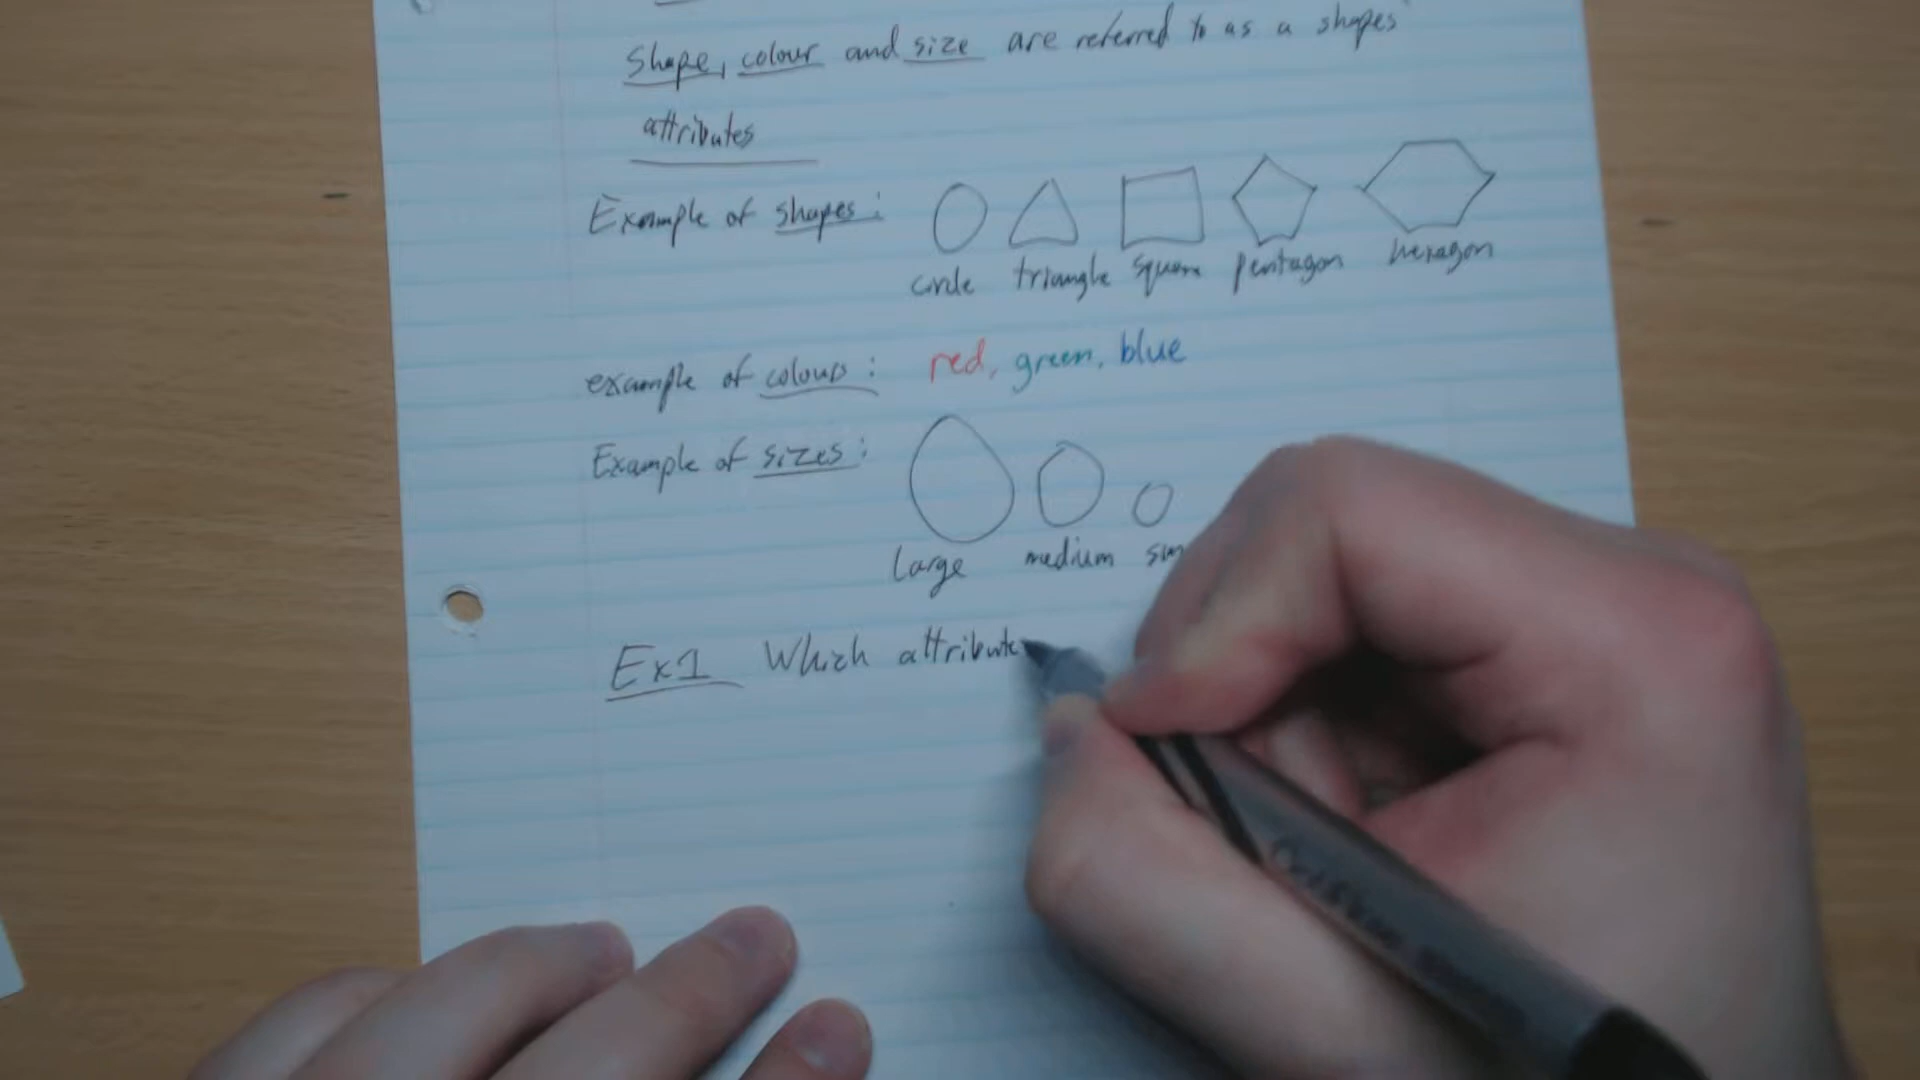 Shape, colour and size are referred to as a shapes'
attributes
Example of shapes:
circle triangle square pentagon hexagon
example of colours: red, green, blue
Example of sizes:
large medium sm
Ex1 Which attribute